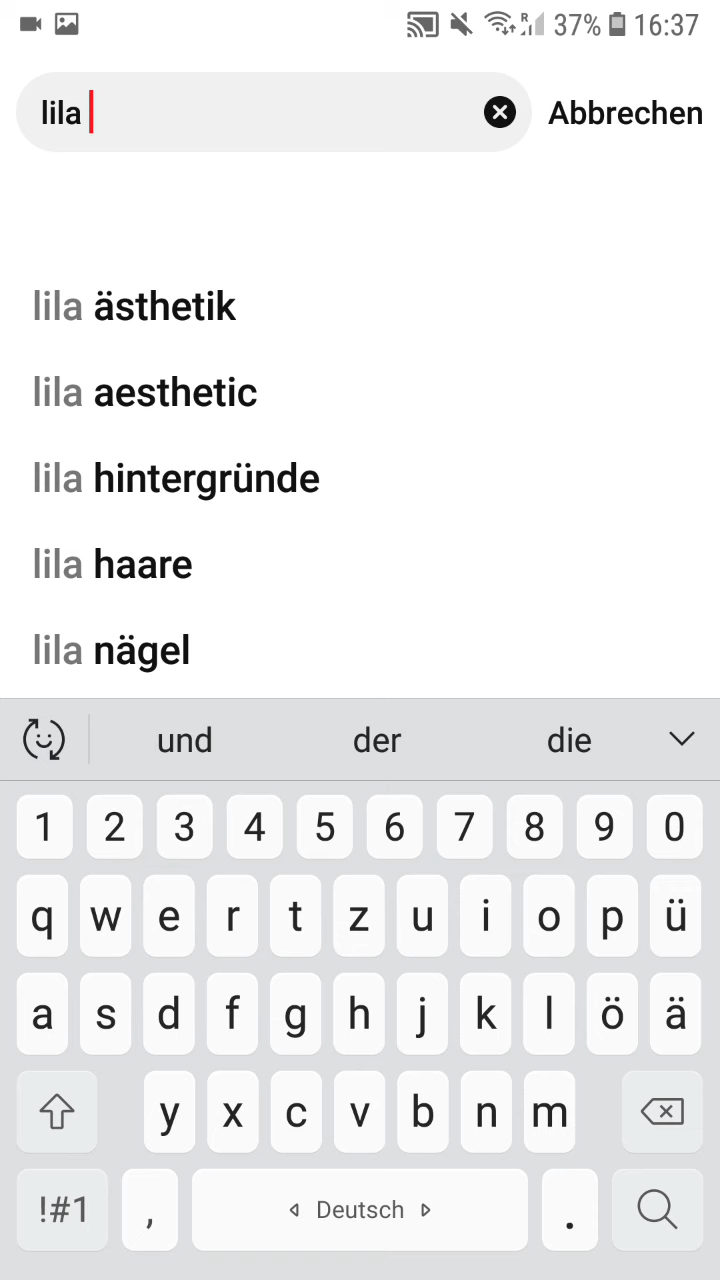 R 37% 16:37
lila Abbrechen
lila ästhetik
lila aesthetic
lila hintergründe
lila haare
lila nägel
und der die
1 2 3 4 5 6 7 8 9 0
q w e r t z u i o p ü
a s d f g h j k l ö ä
y x c v b n m
!#1 , Deutsch .